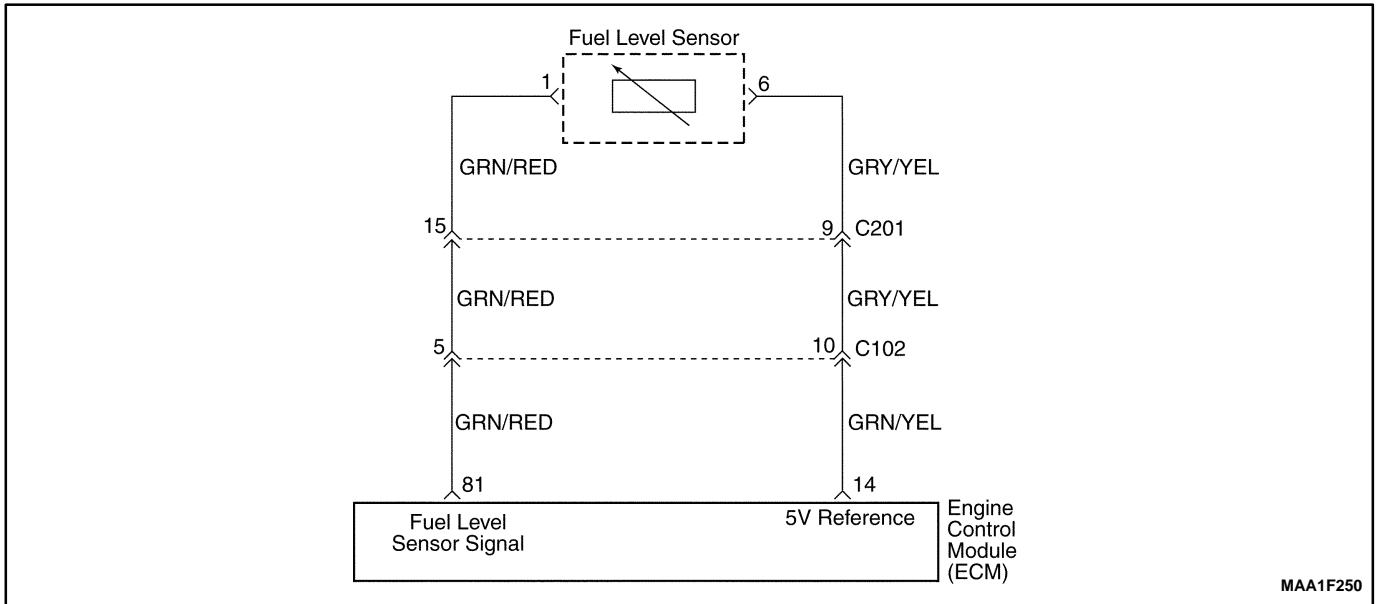 Fuel Level Sensor
1
6
GRN/RED
GRY/YEL
15
9
C201
GRN/RED
GRY/YEL
5
10
C102
GRN/RED
GRN/YEL
81
14
Fuel Level
Sensor Signal
5V Reference
Engine
Control
Module
(ECM)
MAA1F250